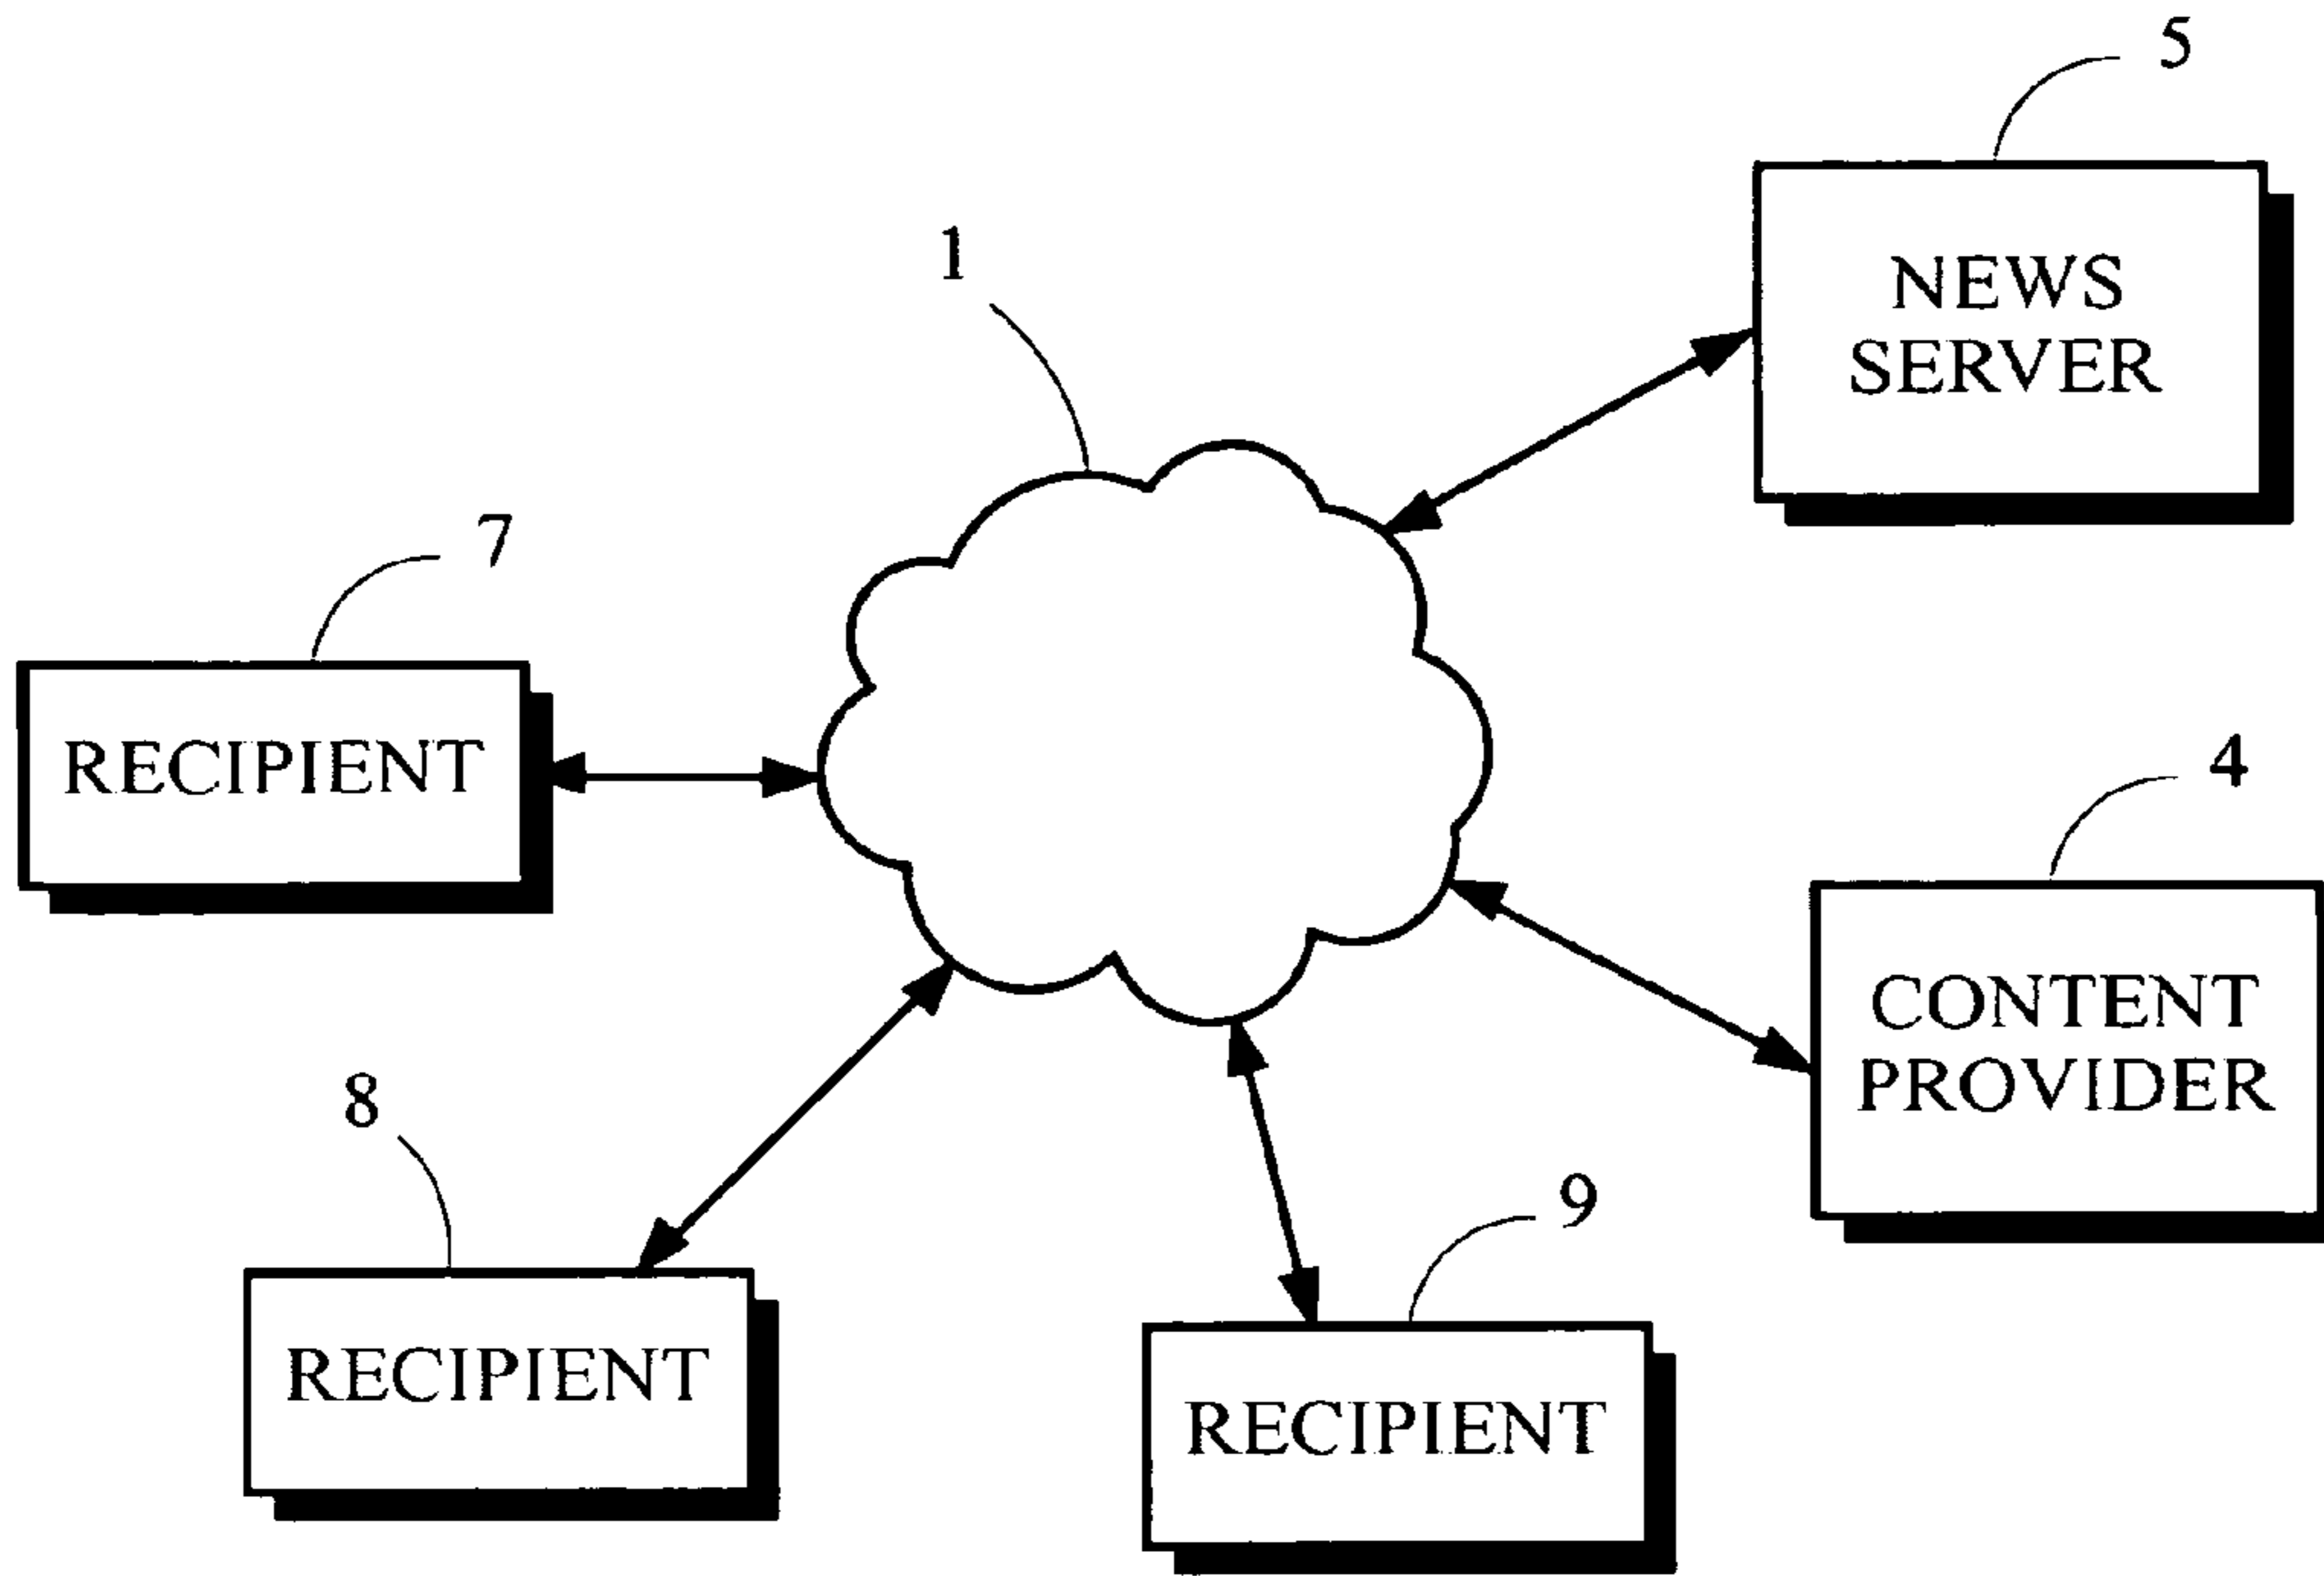 5
NEWS
SERVER
1
7
RECIPIENT
4
CONTENT
PROVIDER
8
RECIPIENT
9
RECIPIENT